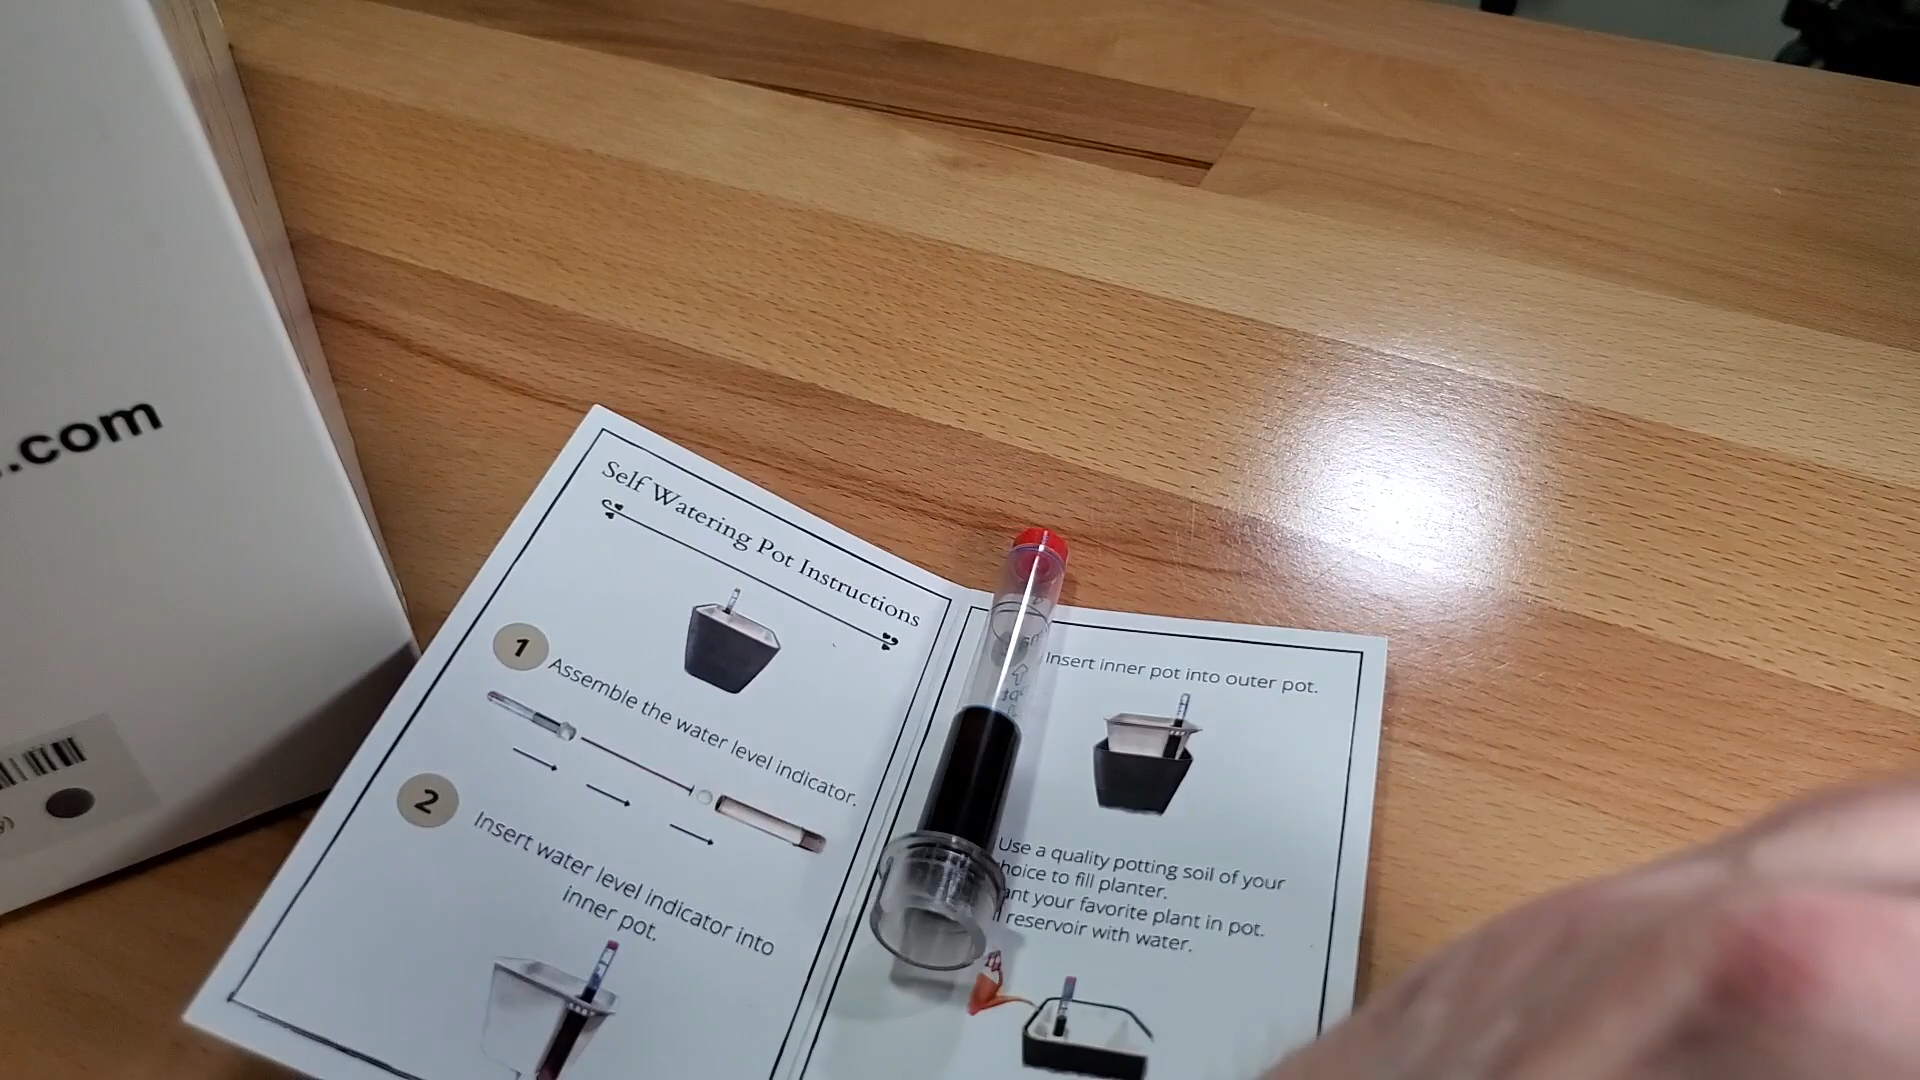 .com
Self Watering Pot Instructions
1
Assemble the water level indicator.
2
Insert water level indicator into
inner pot.
Insert inner pot into outer pot.
Use a quality potting soil of your
to fill planter.
your favorite plant in pot.
reservoir with water.